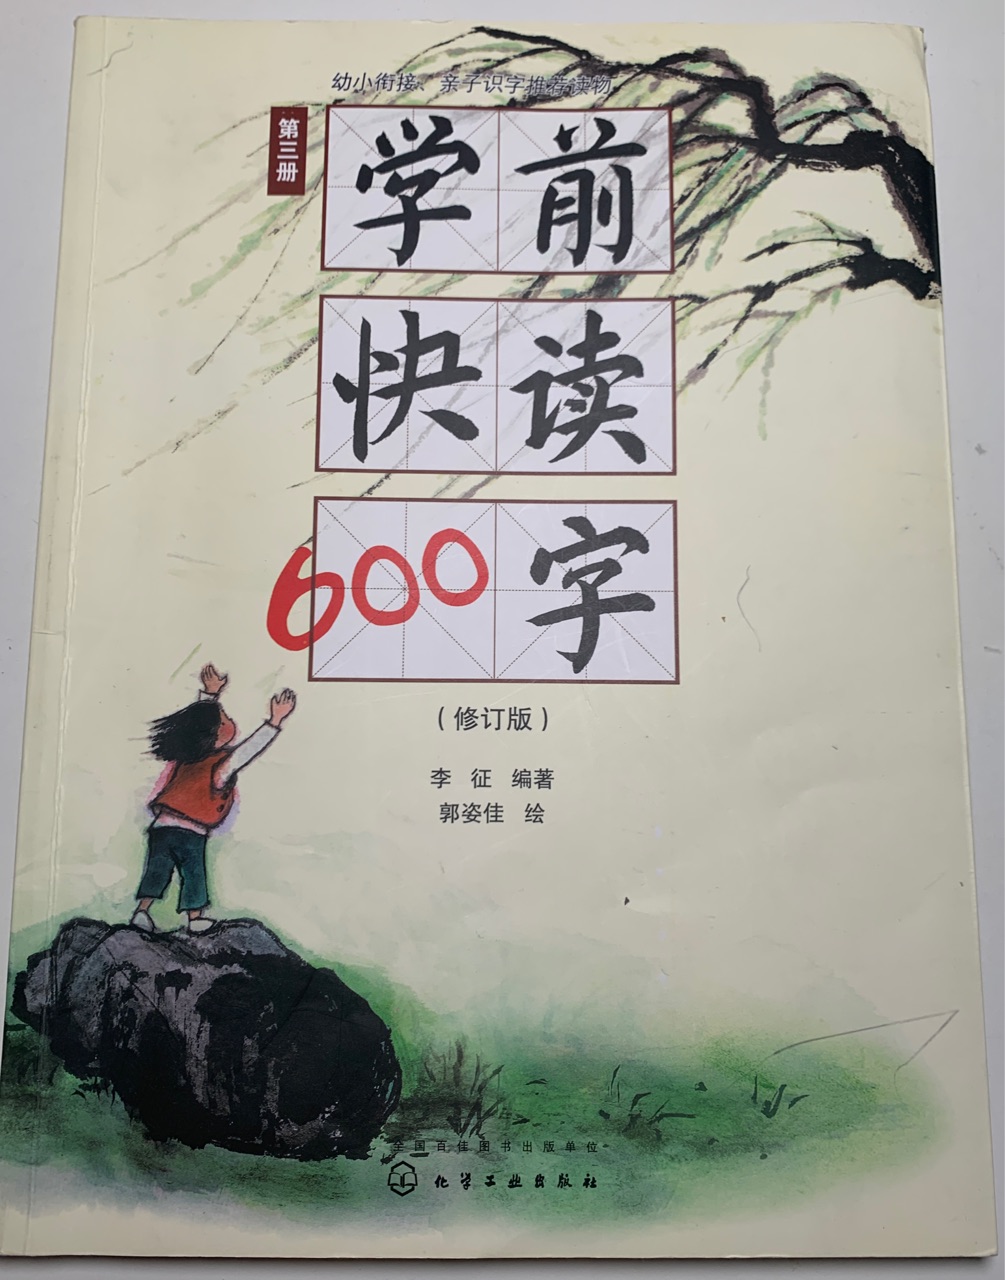 幼小衔接、亲子识字推荐读物
第三册
学前
快读
600字
（修订版）
李 征 编著
郭姿佳 绘
全国百佳图书出版单位
化学工业出版社